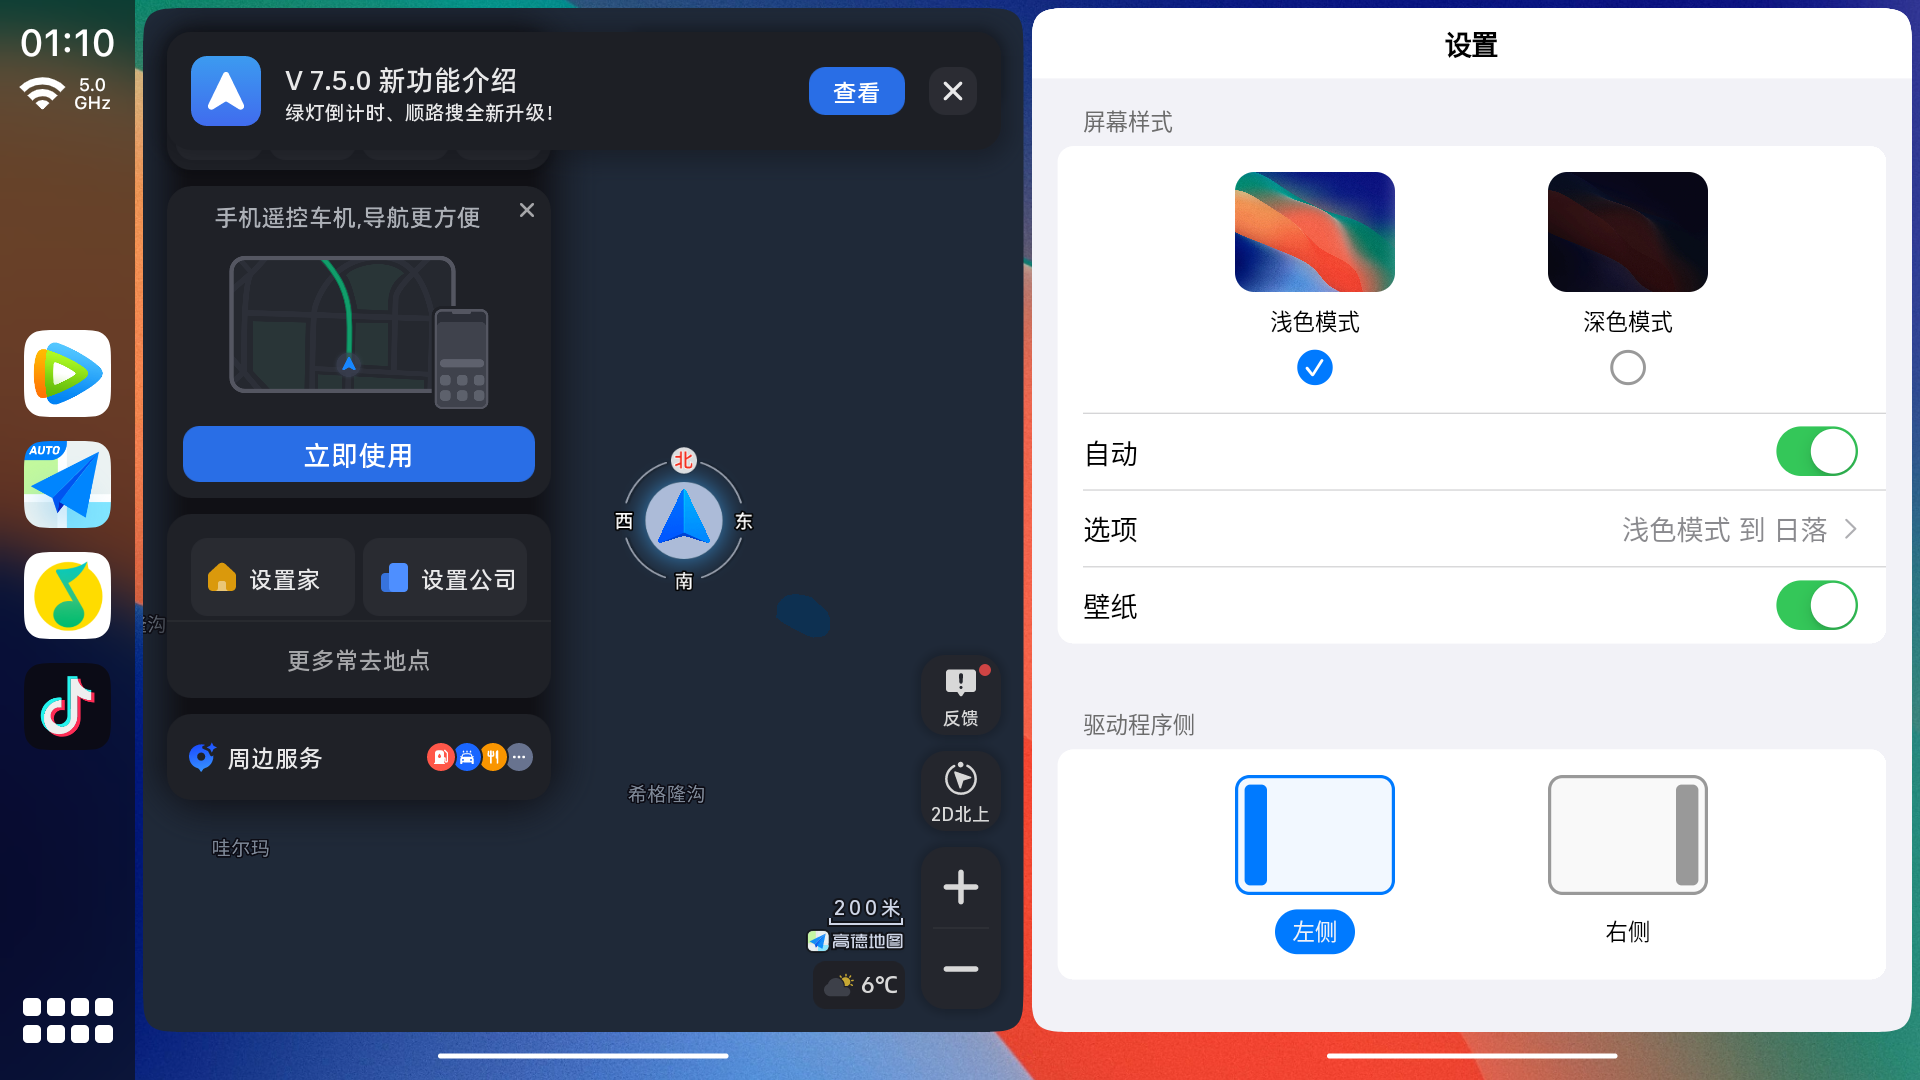 01:10
5.0
GHz
AUTO
V 7.5.0 新功能介绍
绿灯倒计时、顺路搜全新升级!
查看
手机遥控车机,导航更方便
立即使用
设置家
设置公司
更多常去地点
周边服务
北
西
东
南
沟
希格隆沟
哇尔玛
反馈
2D北上
200米
高德地图
6℃
设置
屏幕样式
浅色模式
深色模式
自动
选项
浅色模式 到 日落
壁纸
驱动程序侧
左侧
右侧